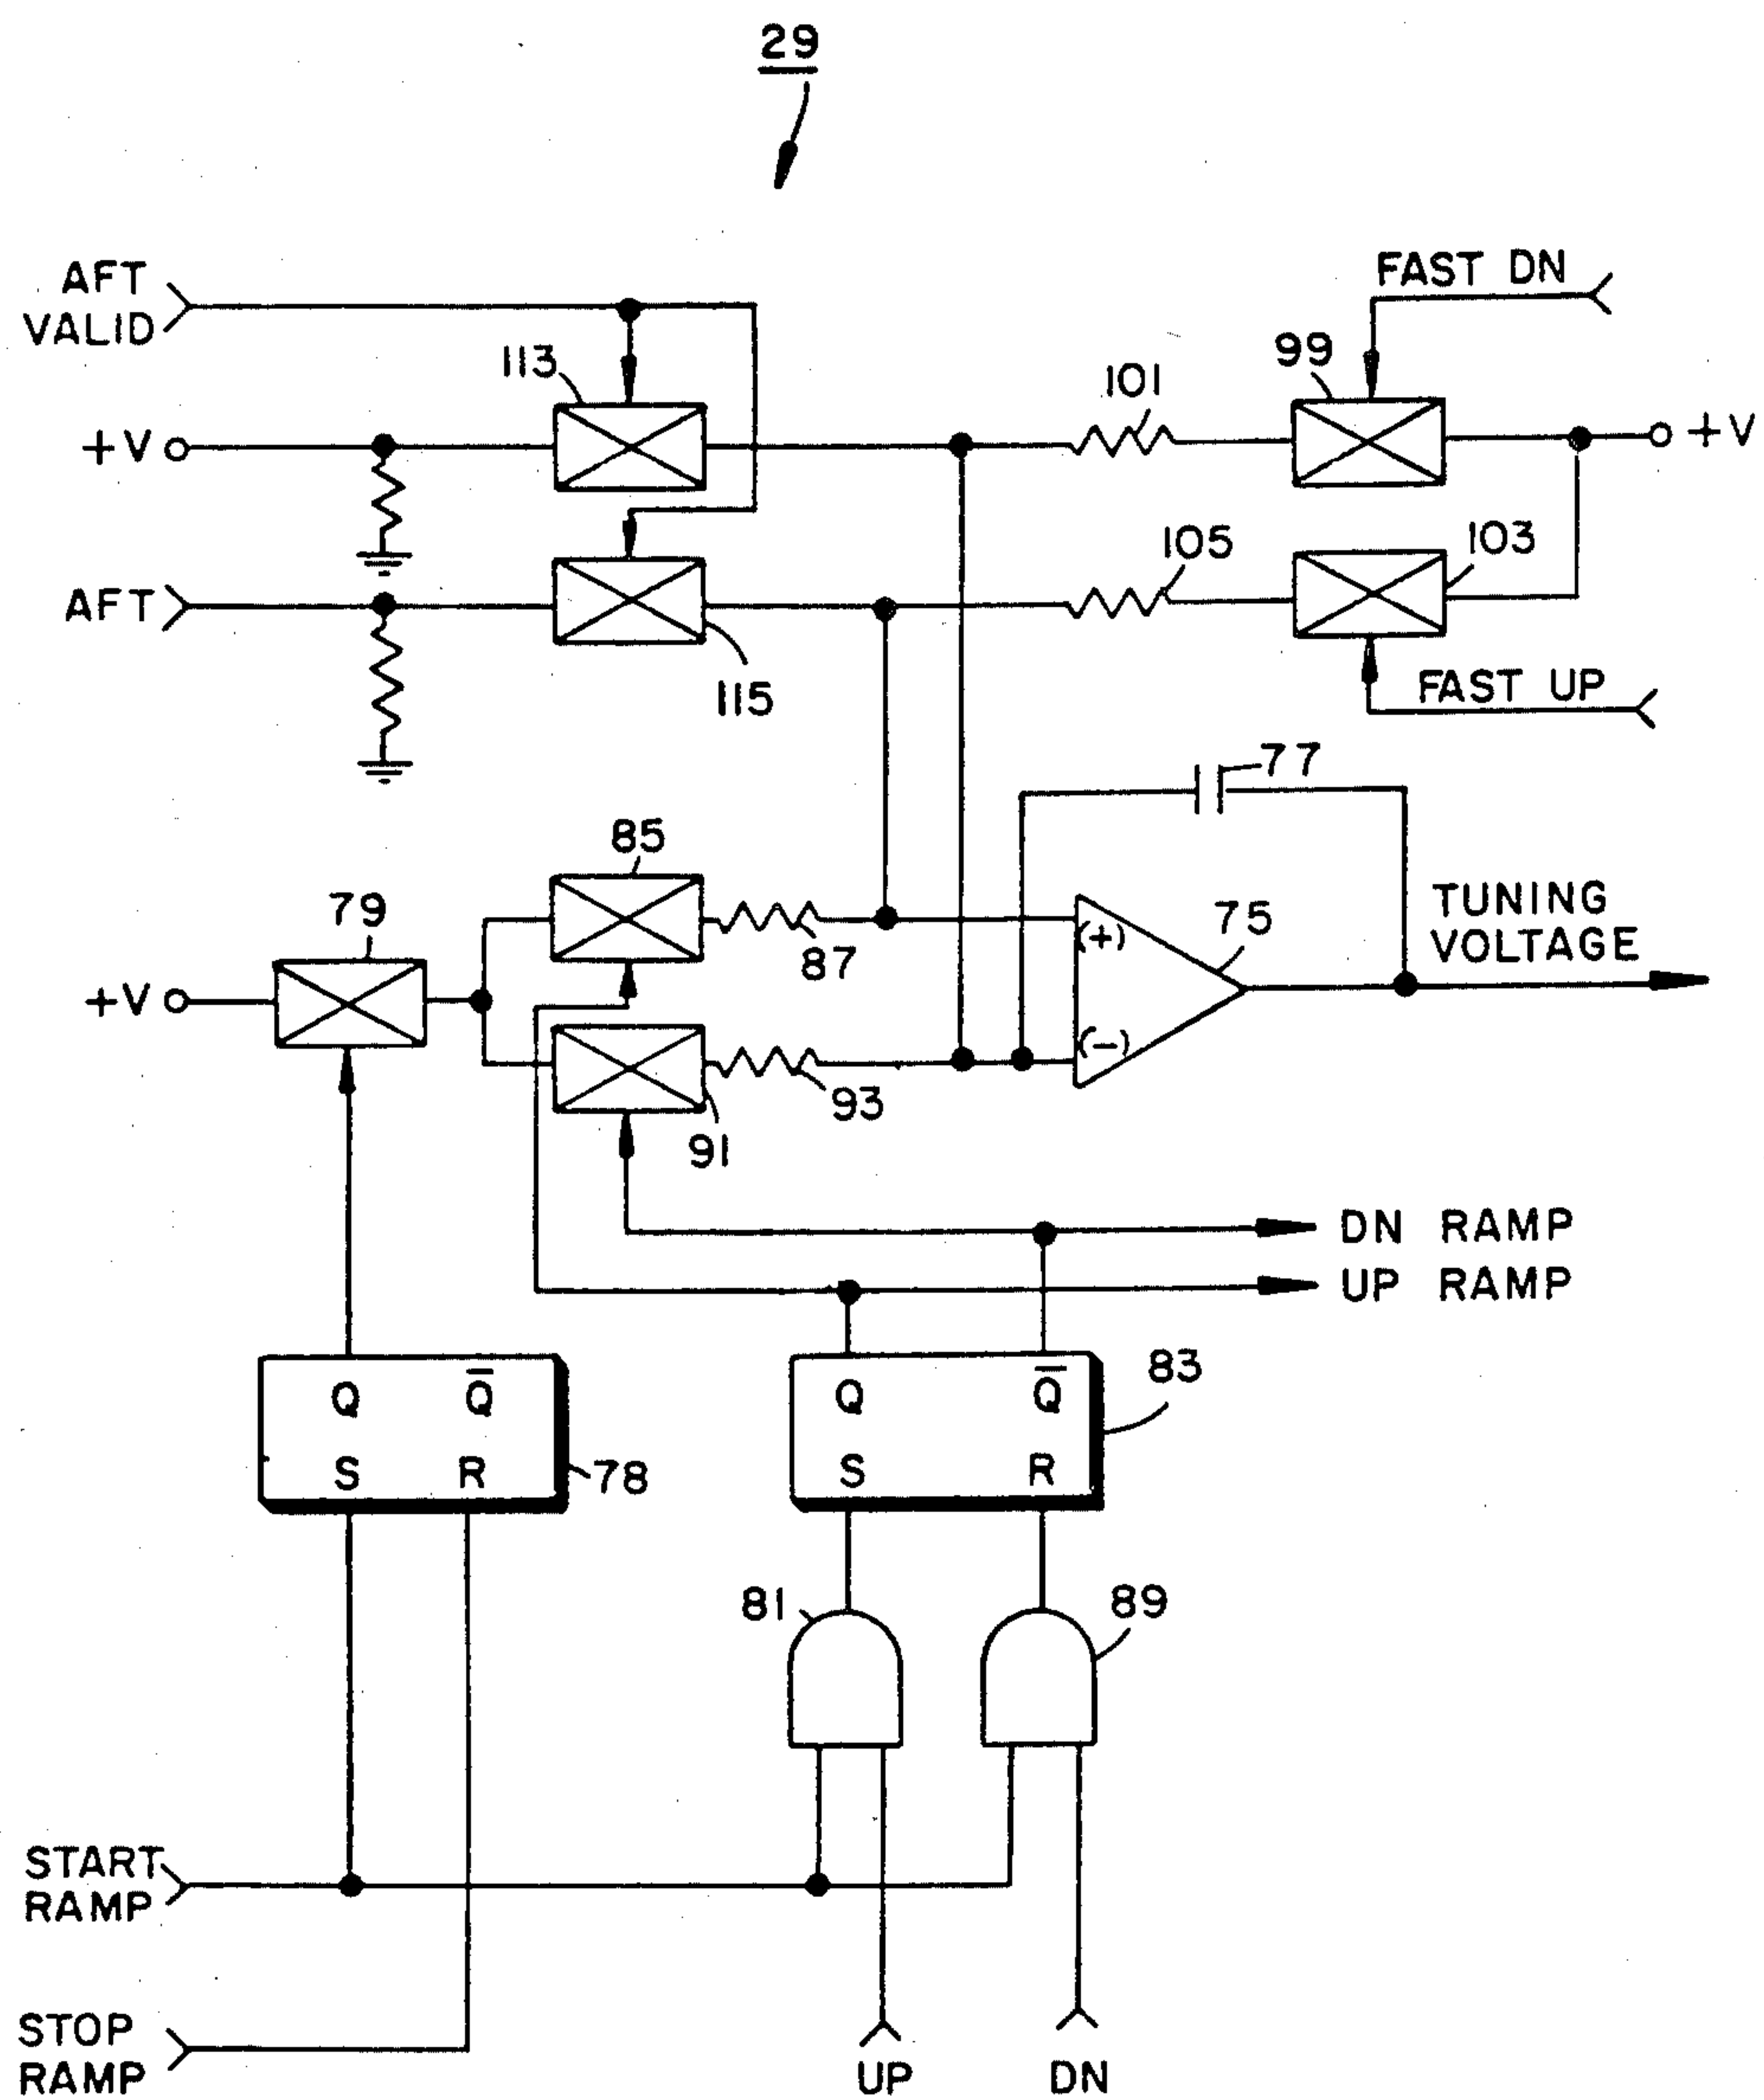 29
AFT
VALID
FAST DN
113
101
99
+V
+V
105
103
AFT
115
FAST UP
77
85
79
87
75
TUNING
VOLTAGE
(+)
+V
(−)
93
91
DN RAMP
UP RAMP
Q
Q̅
Q
Q̅
83
S
R
78
S
R
81
89
START
RAMP
STOP
RAMP
UP
DN